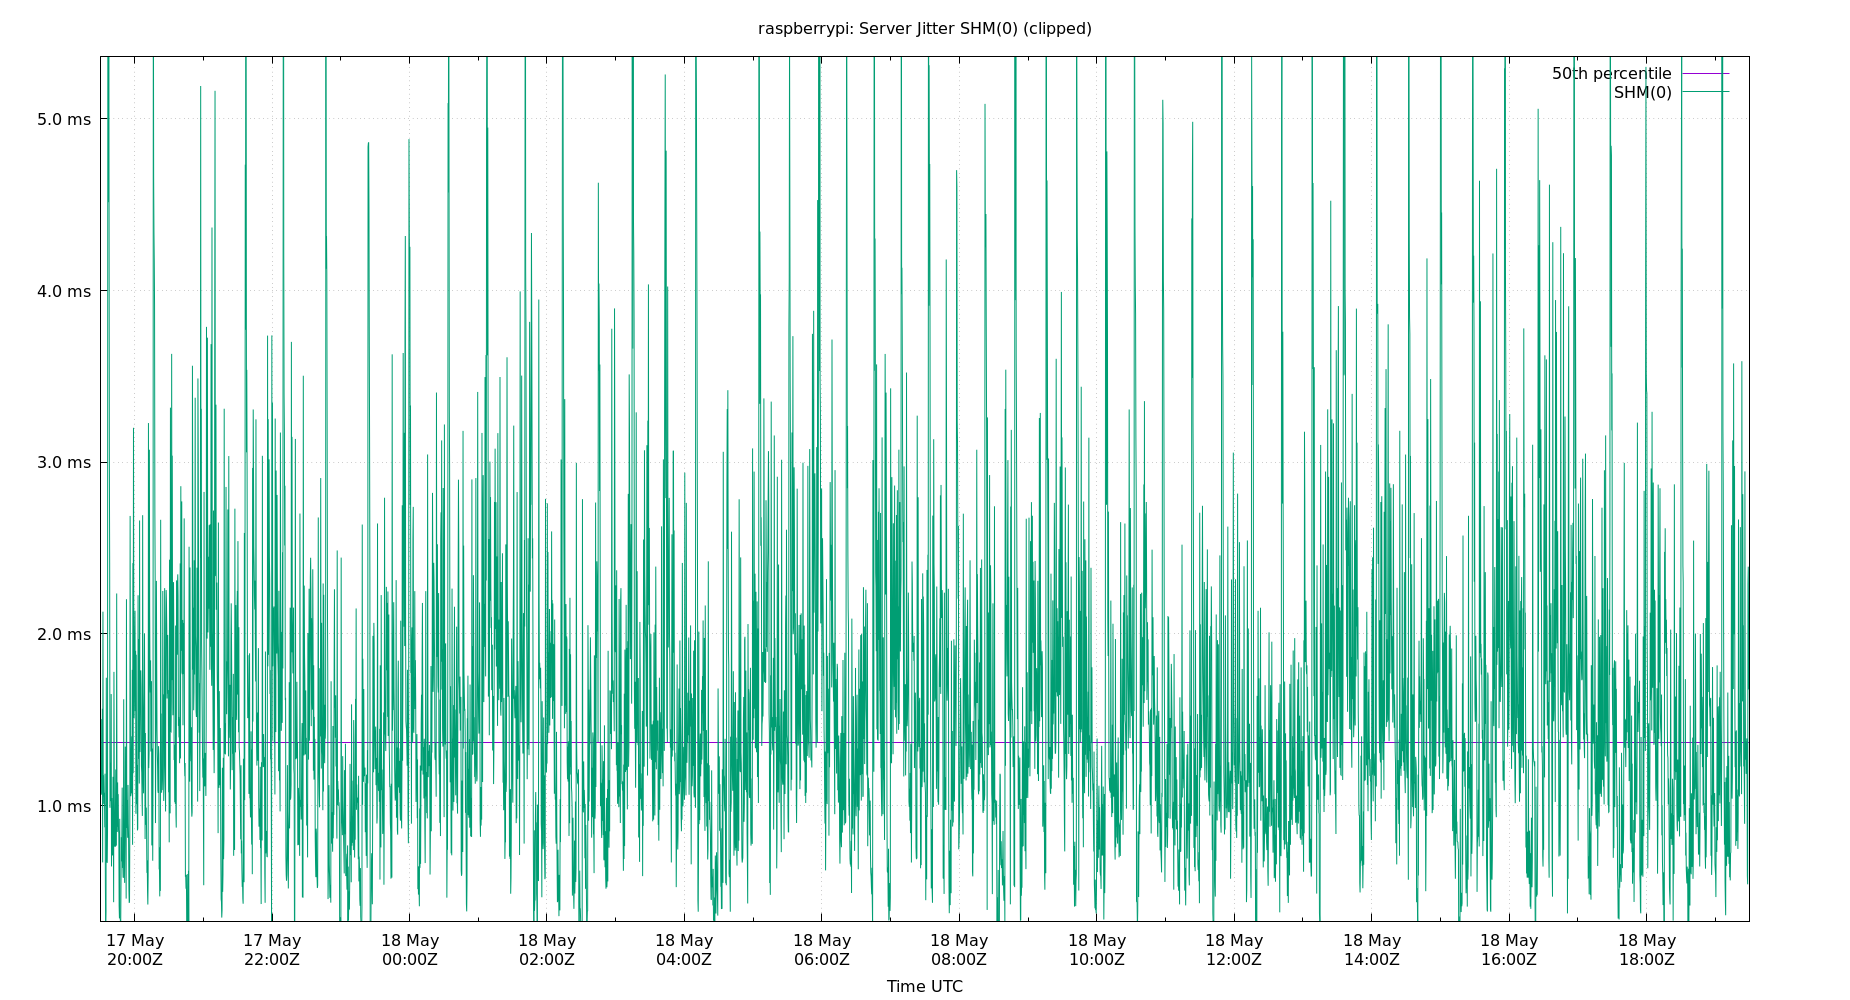 raspberrypi: Server Jitter SHM(0) (clipped)
50th percentile
SHM(0)
5.0 ms
4.0 ms
3.0 ms
2.0 ms
1.0 ms
17 May 17 May 18 May 18 May 18 May 18 May 18 May 18 May 18 May 18 May 18 May 18 May
20:00Z 22:00Z 00:00Z 02:00Z 04:00Z 06:00Z 08:00Z 10:00Z 12:00Z 14:00Z 16:00Z 18:00Z
Time UTC